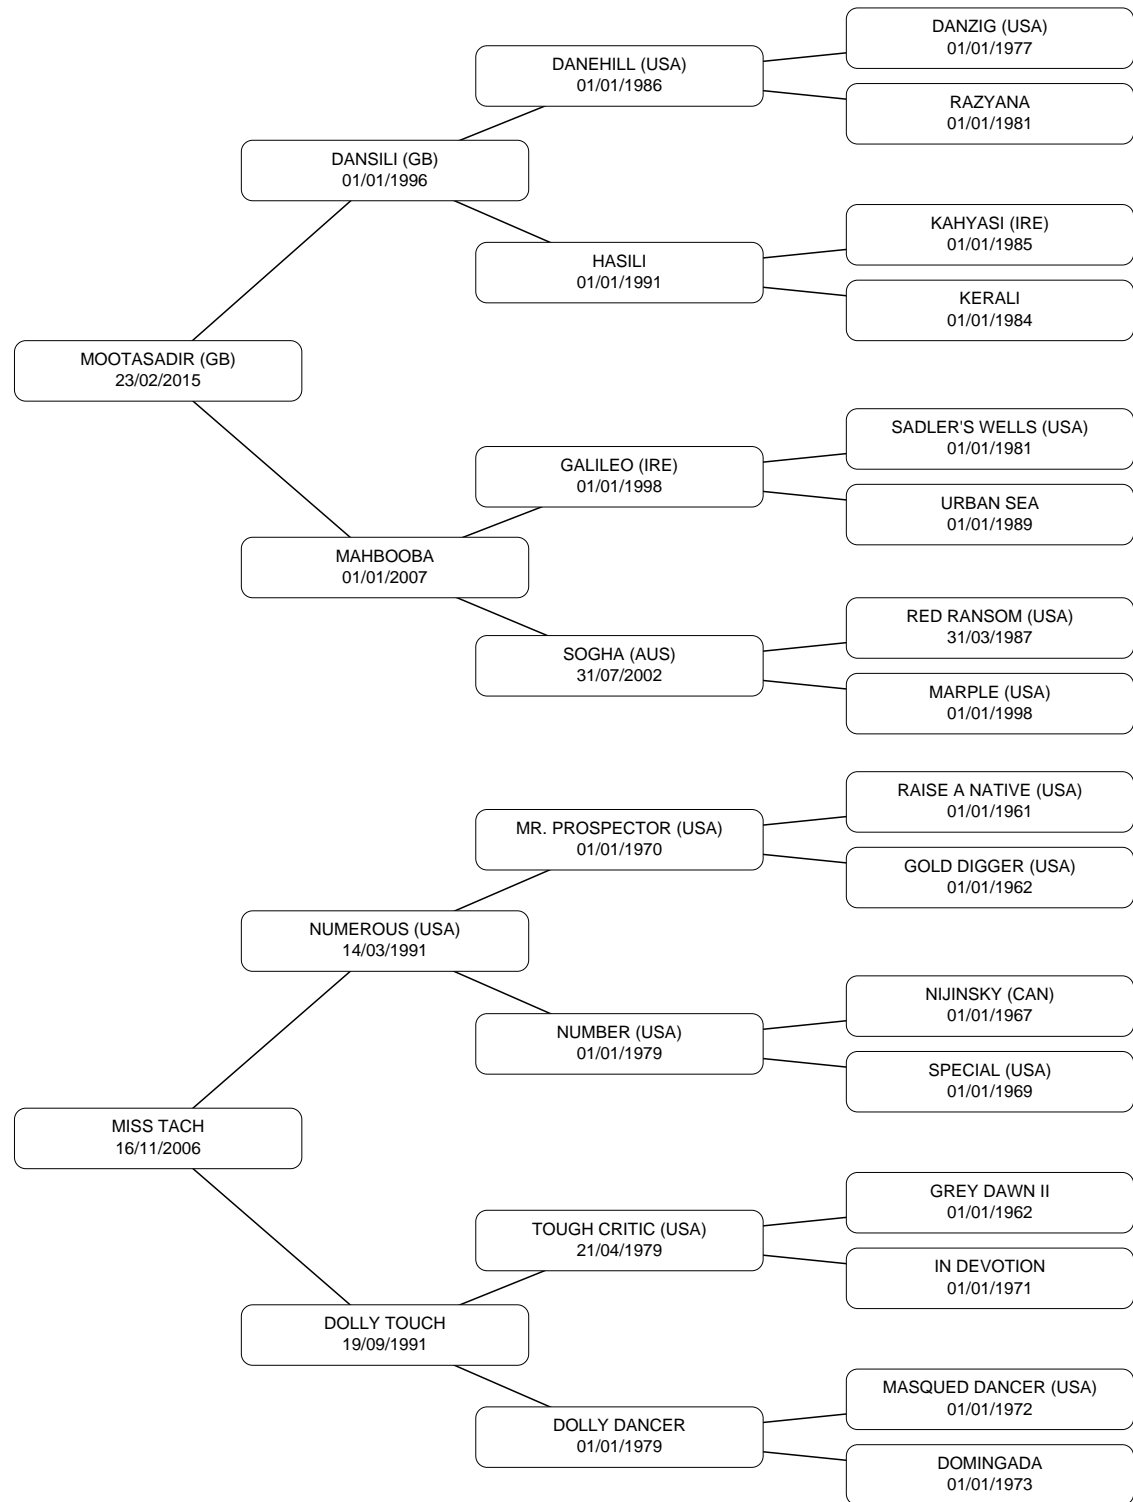 DANZIG (USA)
01/01/1977
DANEHILL (USA)
01/01/1986
RAZYANA
01/01/1981
DANSILI (GB)
01/01/1996
KAHYASI (IRE)
01/01/1985
HASILI
01/01/1991
KERALI
01/01/1984
MOOTASADIR (GB)
23/02/2015
SADLER'S WELLS (USA)
01/01/1981
GALILEO (IRE)
01/01/1998
URBAN SEA
01/01/1989
MAHBOOBA
01/01/2007
RED RANSOM (USA)
31/03/1987
SOGHA (AUS)
31/07/2002
MARPLE (USA)
01/01/1998
RAISE A NATIVE (USA)
01/01/1961
MR. PROSPECTOR (USA)
01/01/1970
GOLD DIGGER (USA)
01/01/1962
NUMEROUS (USA)
14/03/1991
NIJINSKY (CAN)
01/01/1967
NUMBER (USA)
01/01/1979
SPECIAL (USA)
01/01/1969
MISS TACH
16/11/2006
GREY DAWN II
01/01/1962
TOUGH CRITIC (USA)
21/04/1979
IN DEVOTION
01/01/1971
DOLLY TOUCH
19/09/1991
MASQUED DANCER (USA)
01/01/1972
DOLLY DANCER
01/01/1979
DOMINGADA
01/01/1973